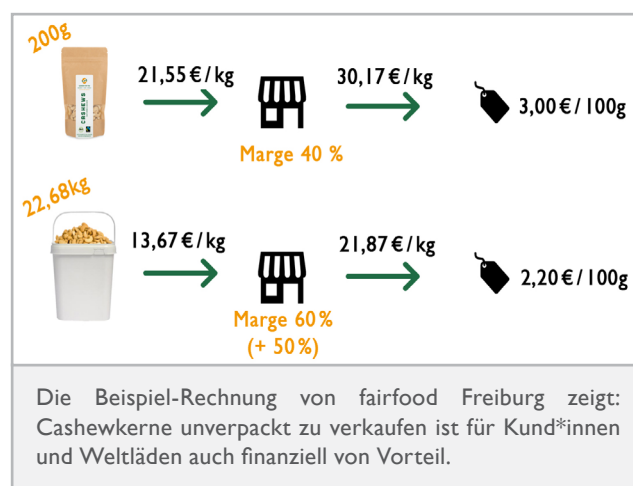 200g
21,55 €/kg
30,17 €/kg
CASHEWS
3,00 €/100g
Marge 40 %
22,68kg
13,67 €/kg
21,87 €/kg
2,20 €/100g
Marge 60%
(+ 50%)
Die Beispiel-Rechnung von fairfood Freiburg zeigt:
Cashewkerne unverpackt zu verkaufen ist für Kund*innen
und Weltläden auch finanziell von Vorteil.